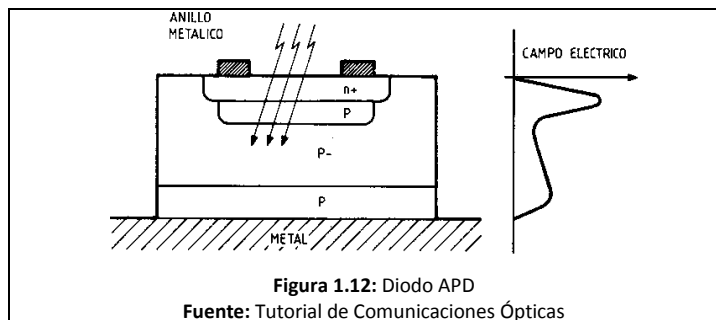 ANILLO
METALICO
CAMPO ELECTRICO
n+
P
P-
P
METAL
Figura 1.12: Diodo APD
Fuente: Tutorial de Comunicaciones Ópticas